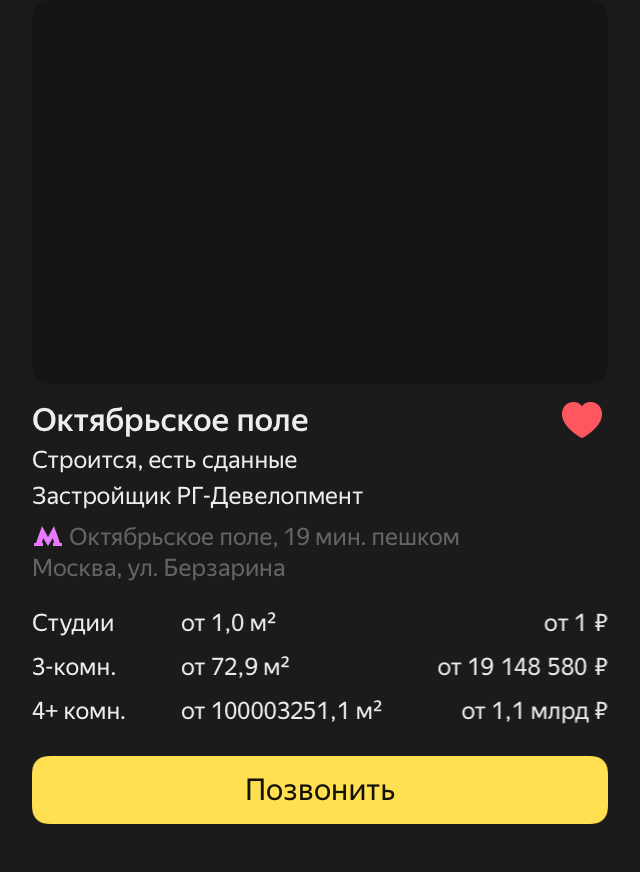 Октябрьское поле
Строится, есть сданные
Застройщик РГ-Девелопмент
Октябрьское поле, 19 мин. пешком
Москва, ул. Берзарина
Студии от 1,0 м² от 1 ₽
3-комн. от 72,9 м² от 19 148 580 ₽
4+ комн. от 100003251,1 м² от 1,1 млрд ₽
Позвонить